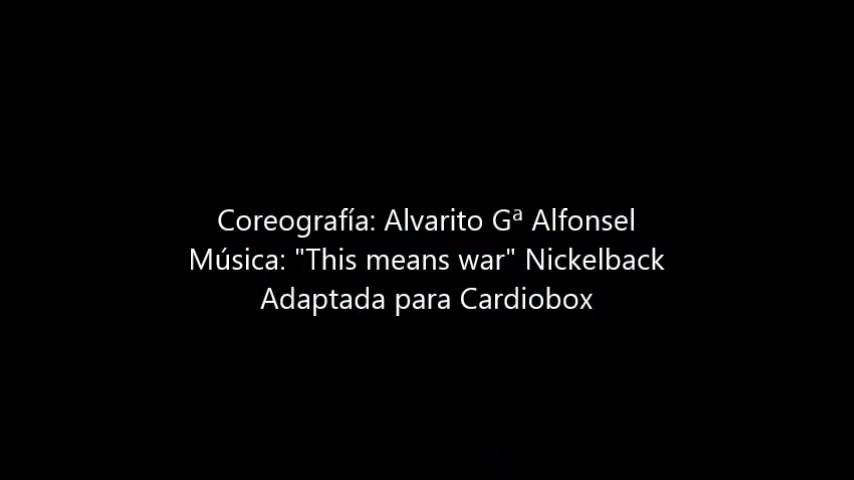 Coreografía: Alvarito Gª Alfonsel
Música: "This means war" Nickelback
Adaptada para Cardiobox